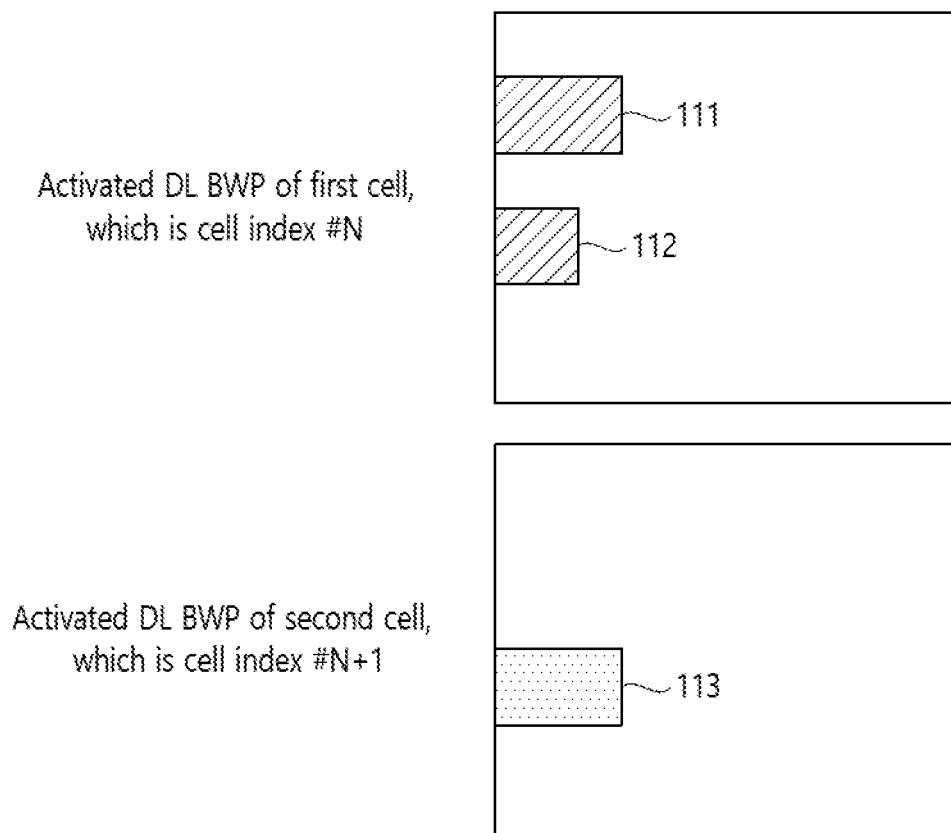 111
Activated DL BWP of first cell,
which is cell index #N
112
Activated DL BWP of second cell,
which is cell index #N+1
113